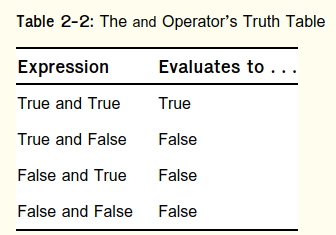 Table 2-2: The and Operator's Truth Table
Expression Evaluates to . . .
True and True True
True and False False
False and True False
False and False False